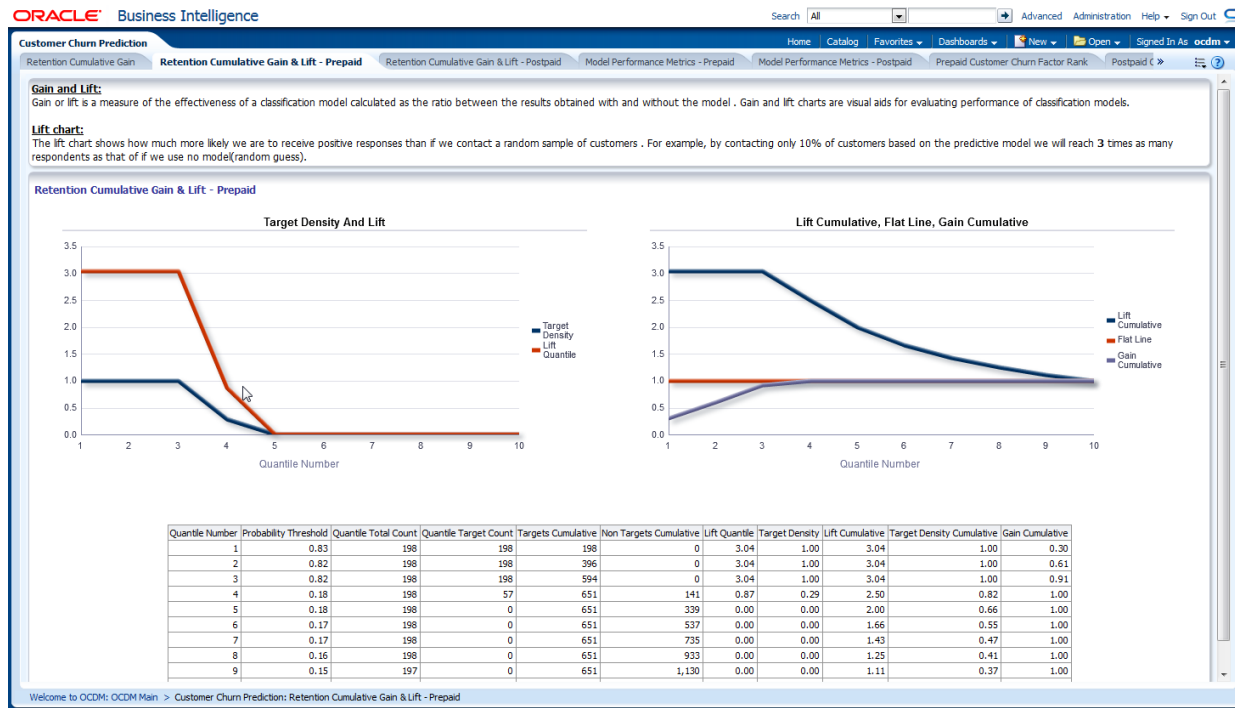 ORACLE Business Intelligence
Search All Advanced Administration Help Sign Out
Customer Churn Prediction
Home Catalog Favorites Dashboards New Open Signed In As ocdm
Retention Cumulative Gain Retention Cumulative Gain & Lift - Prepaid Retention Cumulative Gain & Lift - Postpaid Model Performance Metrics - Prepaid Model Performance Metrics - Postpaid Prepaid Customer Churn Factor Rank Postpaid C »
Gain and Lift:
Gain or lift is a measure of the effectiveness of a classification model calculated as the ratio between the results obtained with and without the model . Gain and lift charts are visual aids for evaluating performance of classification models.
Lift chart:
The lift chart shows how much more likely we are to receive positive responses than if we contact a random sample of customers . For example, by contacting only 10% of customers based on the predictive model we will reach 3 times as many
respondents as that of if we use no model(random guess).
Retention Cumulative Gain & Lift - Prepaid
Target Density And Lift
3.5
3.0
2.5
2.0
1.5
1.0
0.5
0.0
1 2 3 4 5 6 7 8 9 10
Quantile Number
Target
Density
Lift
Quantile
Lift Cumulative, Flat Line, Gain Cumulative
3.5
3.0
2.5
2.0
1.5
1.0
0.5
0.0
1 2 3 4 5 6 7 8 9 10
Quantile Number
Lift
Cumulative
Flat Line
Gain
Cumulative
Quantile Number Probability Threshold Quantile Total Count Quantile Target Count Targets Cumulative Non Targets Cumulative Lift Quantile Target Density Lift Cumulative Target Density Cumulative Gain Cumulative
1 0.83 198 198 198 0 3.04 1.00 3.04 1.00 0.30
2 0.82 198 198 396 0 3.04 1.00 3.04 1.00 0.61
3 0.82 198 198 594 0 3.04 1.00 3.04 1.00 0.91
4 0.18 198 57 651 141 0.87 0.29 2.50 0.82 1.00
5 0.18 198 0 651 339 0.00 0.00 2.00 0.66 1.00
6 0.17 198 0 651 537 0.00 0.00 1.66 0.55 1.00
7 0.17 198 0 651 735 0.00 0.00 1.43 0.47 1.00
8 0.16 198 0 651 933 0.00 0.00 1.25 0.41 1.00
9 0.15 197 0 651 1,130 0.00 0.00 1.11 0.37 1.00
Welcome to OCDM: OCDM Main > Customer Churn Prediction: Retention Cumulative Gain & Lift - Prepaid